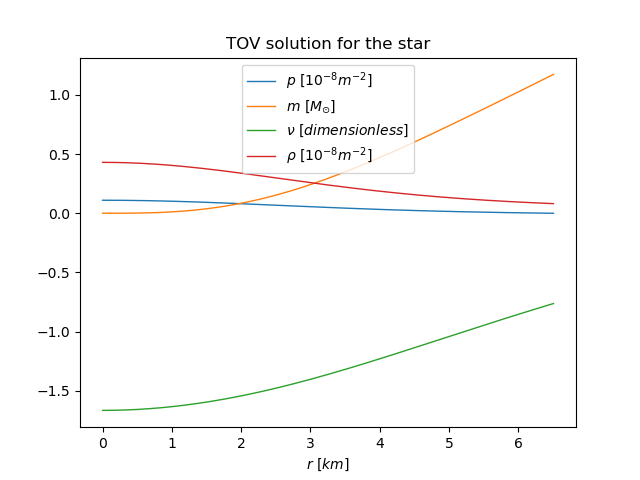 TOV solution for the star
p [10⁻⁸m⁻²]
m [M⊙]
ν [dimensionless]
ρ [10⁻⁸m⁻²]
1.0
0.5
0.0
−0.5
−1.0
−1.5
0 1 2 3 4 5 6
r [km]